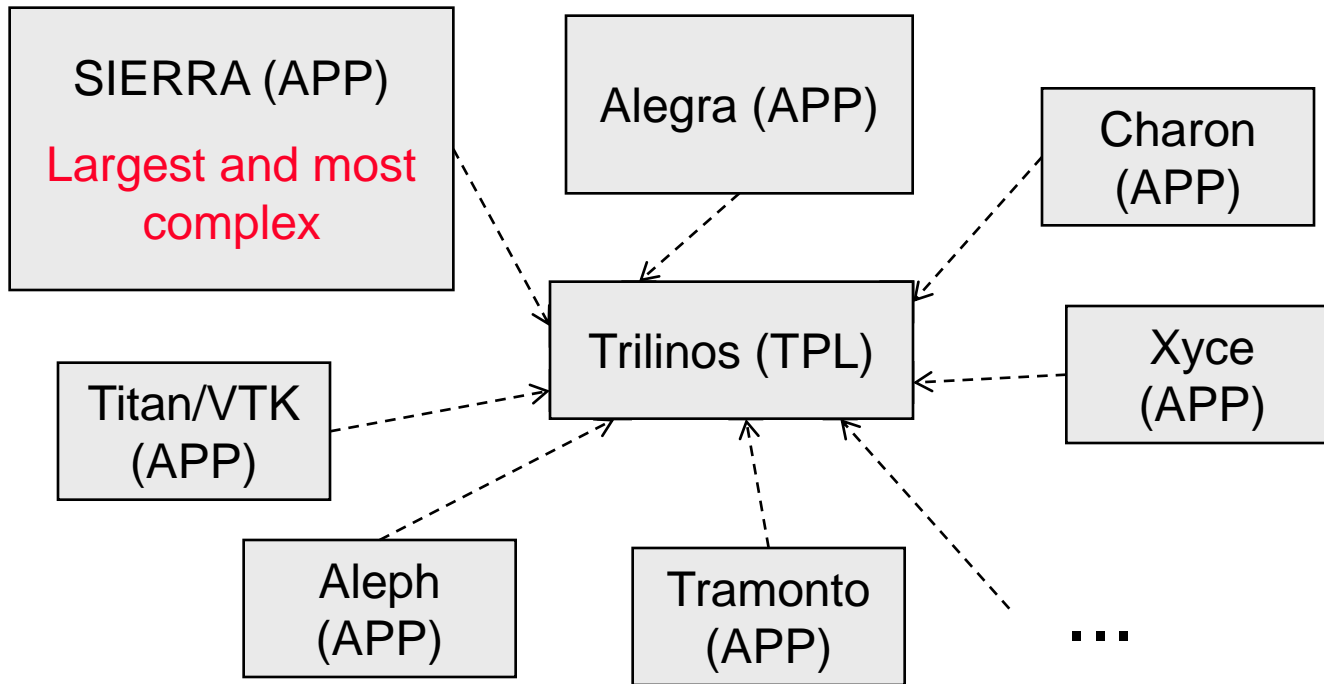 SIERRA (APP)
Largest and most
complex
Alegra (APP)
Charon
(APP)
Trilinos (TPL)
Xyce
(APP)
Titan/VTK
(APP)
Aleph
(APP)
Tramonto
(APP)
...